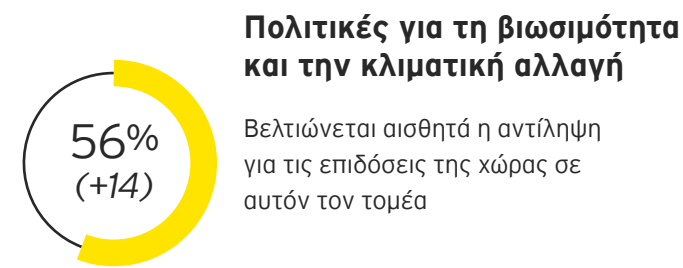 Πολιτικές για τη βιωσιμότητα
και την κλιματική αλλαγή
56%
(+14)
Βελτιώνεται αισθητά η αντίληψη
για τις επιδόσεις της χώρας σε
αυτόν τον τομέα